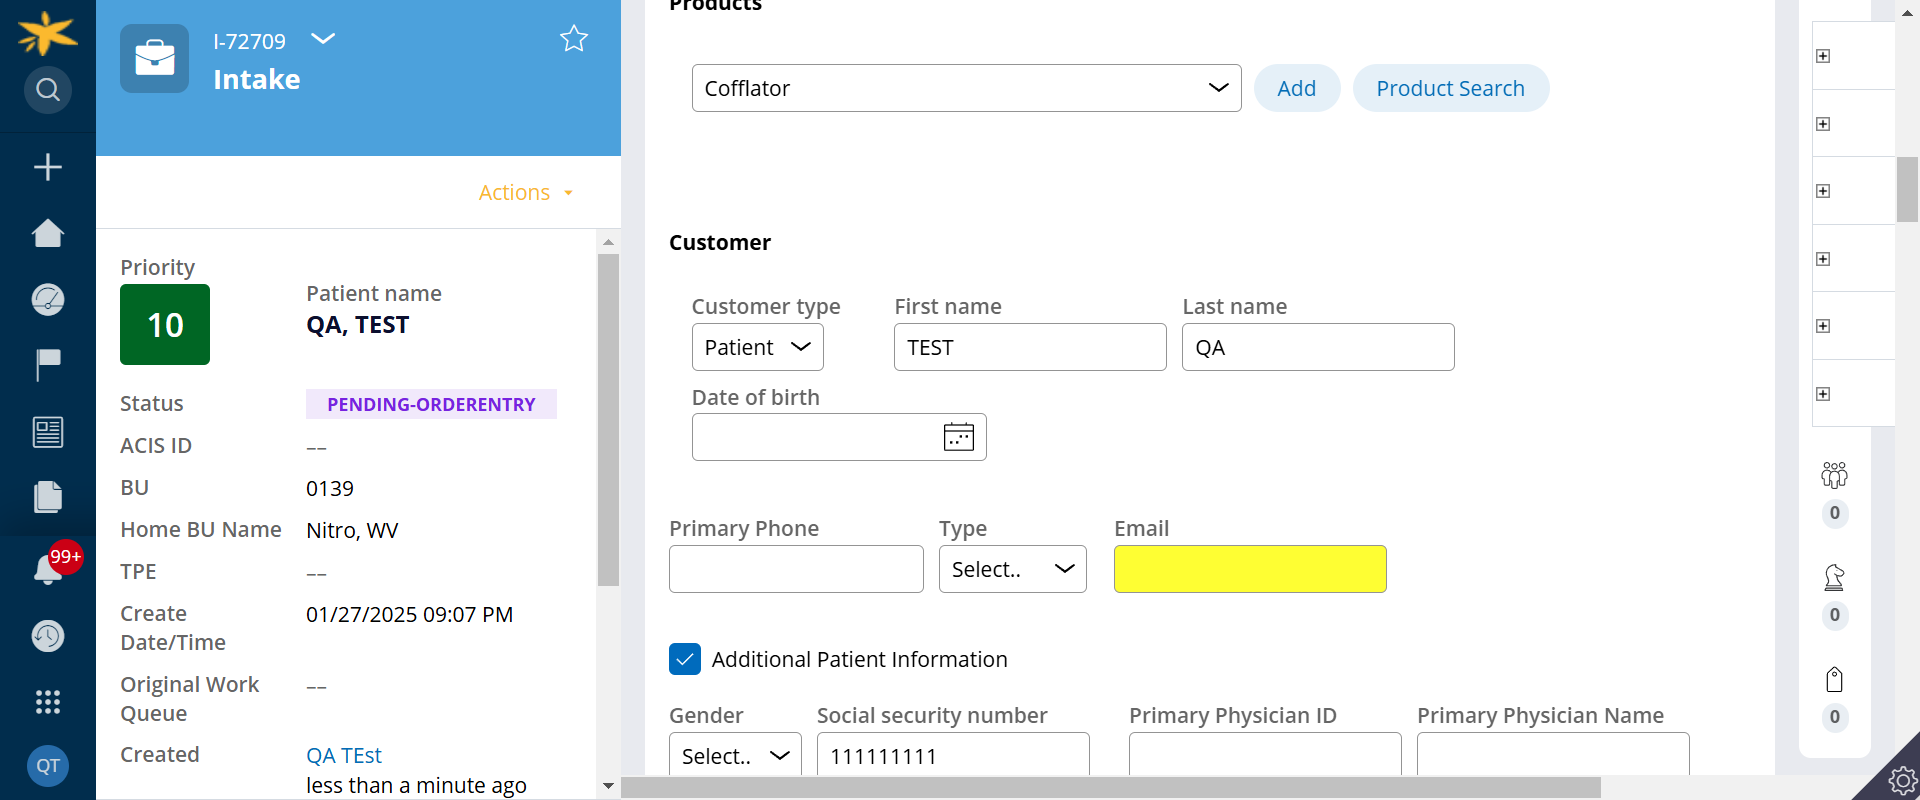 I-72709
Intake
Actions
Priority
10
Patient name
QA, TEST
Status
PENDING-ORDERENTRY
ACIS ID
––
BU
0139
Home BU Name
Nitro, WV
TPE
––
Create
Date/Time
01/27/2025 09:07 PM
Original Work
Queue
––
Created
QA TEst
less than a minute ago
99+
QT
Products
Cofflator
Add
Product Search
Customer
Customer type
First name
Last name
Patient
TEST
QA
Date of birth
Primary Phone
Type
Email
Select..
Additional Patient Information
Gender
Social security number
Primary Physician ID
Primary Physician Name
Select..
111111111
0
0
0